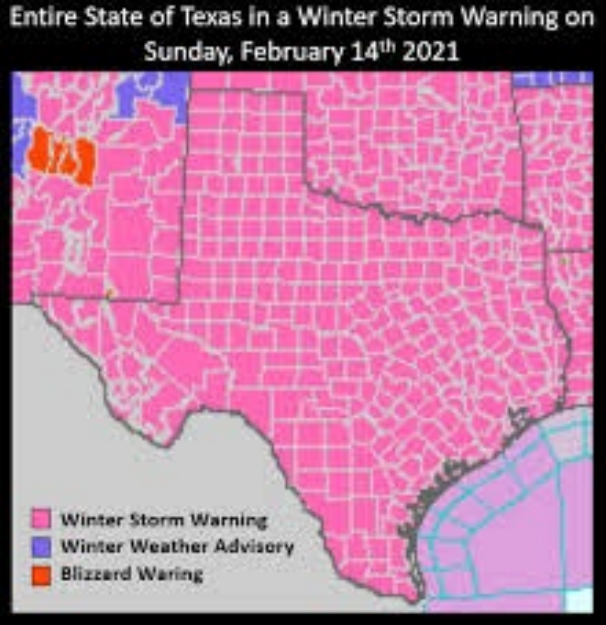 Entire State of Texas in a Winter Storm Warning on
Sunday, February 14th 2021
Winter Storm Warning
Winter Weather Advisory
Blizzard Waring